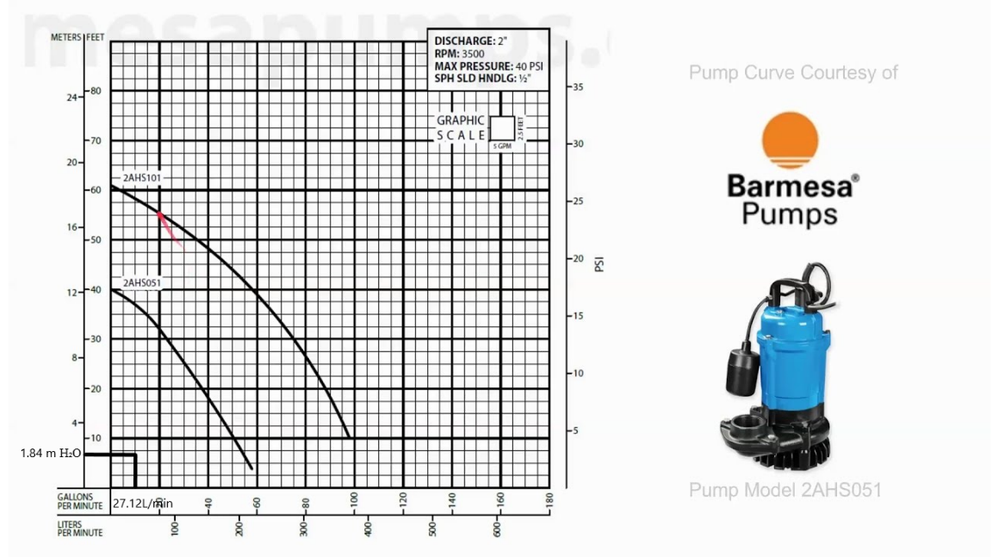 mesapumps.
METERS FEET
DISCHARGE: 2"
RPM: 3500
MAX PRESSURE: 40 PSI
SPH SLD HNDLG: ½"
GRAPHIC
SCALE
2.5 FEET
5 GPM
80
70
60
50
40
30
20
10
24
20
16
12
8
4
35
30
25
20
15
10
5
PSI
2AHS101
2AHS051
1.84 m H₂O
GALLONS
PER MINUTE
27.12L/min
20
40
60
80
100
120
140
160
180
LITERS
PER MINUTE
100
200
300
400
500
600
Pump Curve Courtesy of
Barmesa®
Pumps
Pump Model 2AHS051